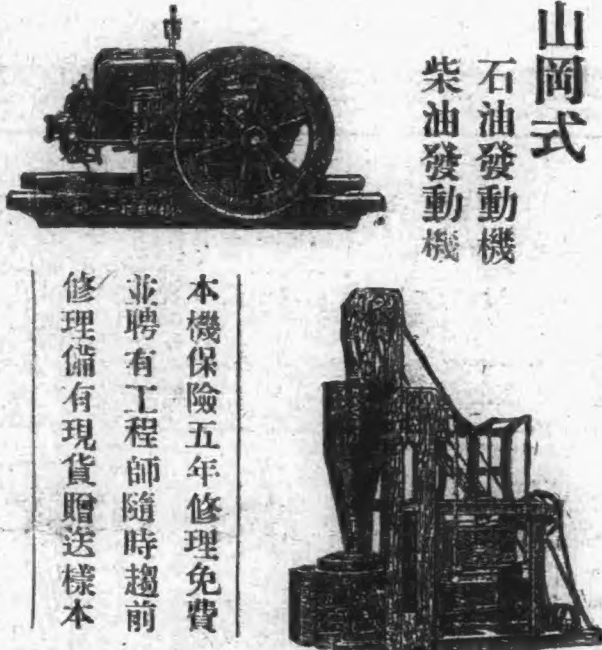 山岡式
石油發動機
柴油發動機
本機保險五年修理免費
並聘有工程師隨時趨前
修理備有現貨贈送樣本